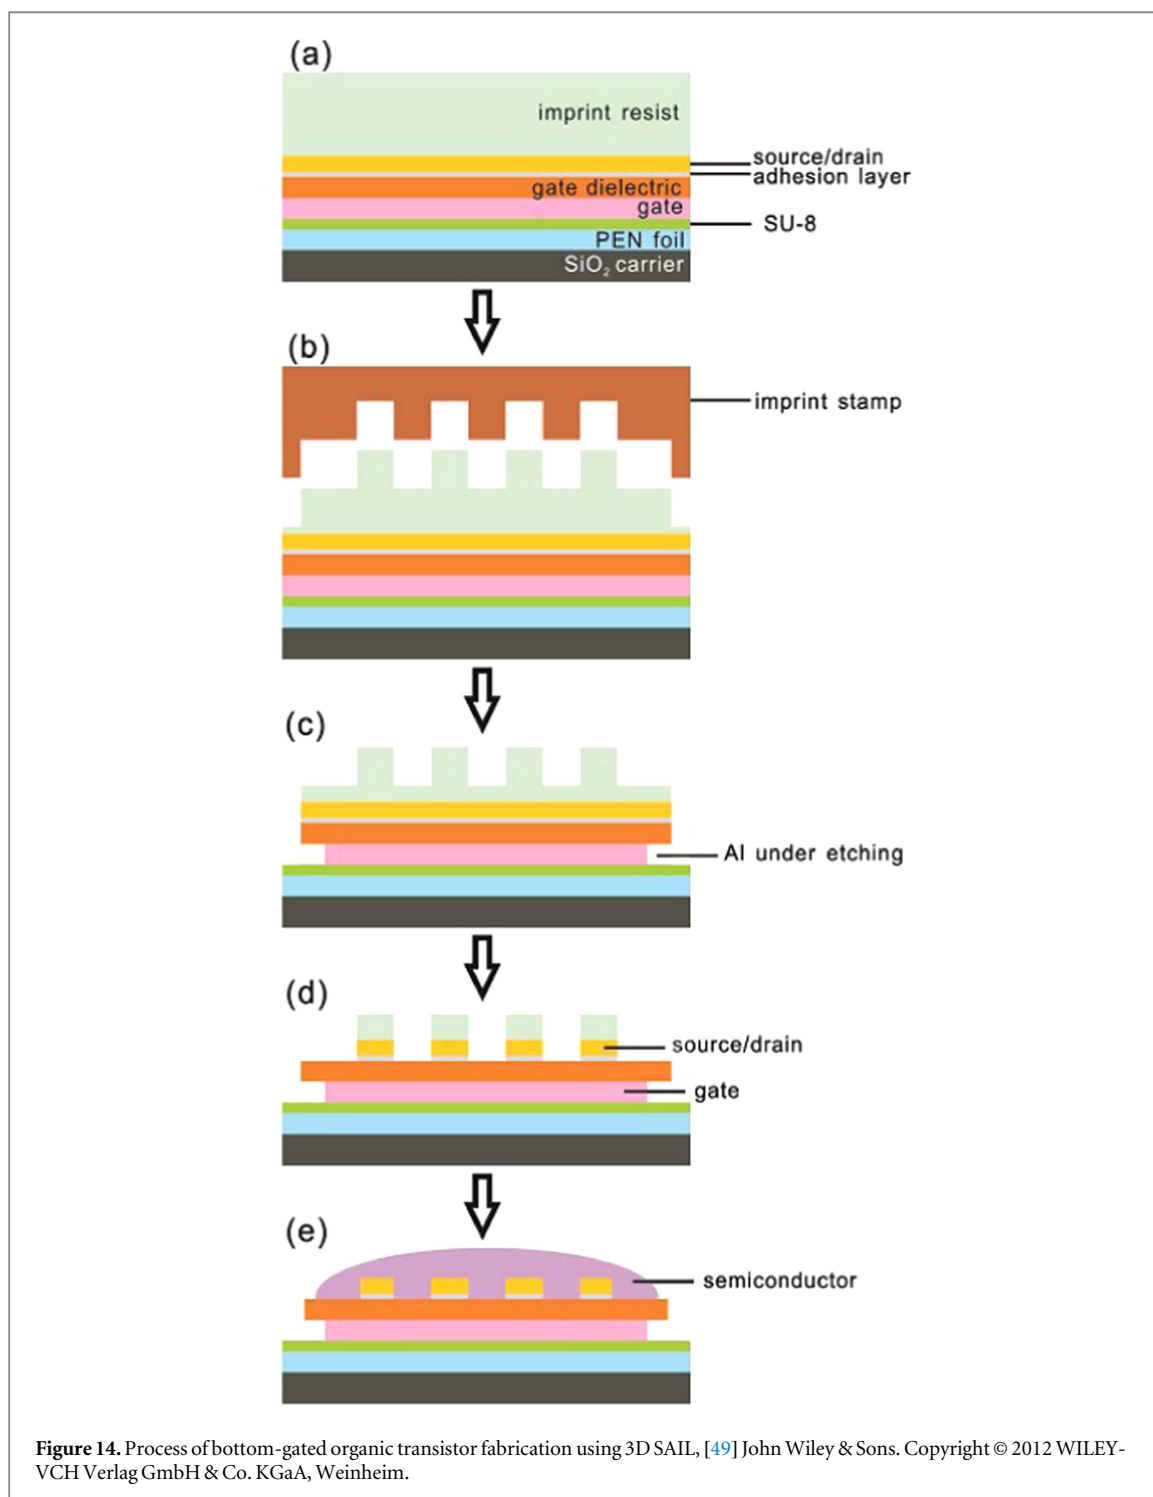 (a)
imprint resist
source/drain
adhesion layer
gate dielectric
gate
SU-8
PEN foil
SiO₂ carrier
(b)
imprint stamp
(c)
Al under etching
(d)
source/drain
gate
(e)
semiconductor
Figure 14. Process of bottom-gated organic transistor fabrication using 3D SAIL, [49] John Wiley & Sons. Copyright © 2012 WILEY-
VCH Verlag GmbH & Co. KGaA, Weinheim.